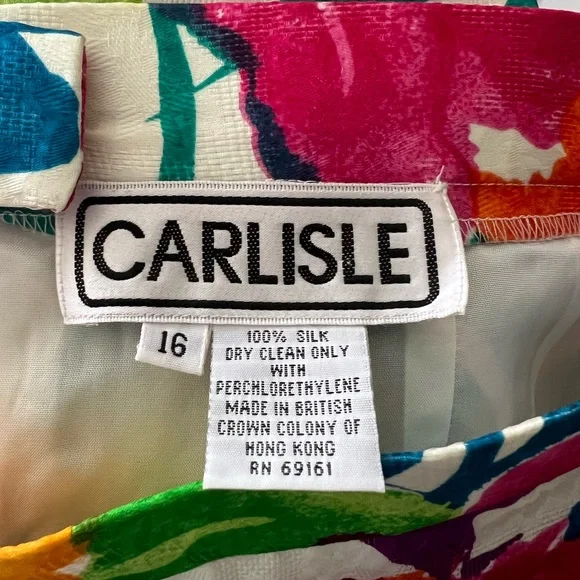 CARLISLE
16
100% SILK
DRY CLEAN ONLY
WITH
PERCHLORETHYLENE
MADE IN BRITISH
CROWN COLONY OF
HONG KONG
RN 69161